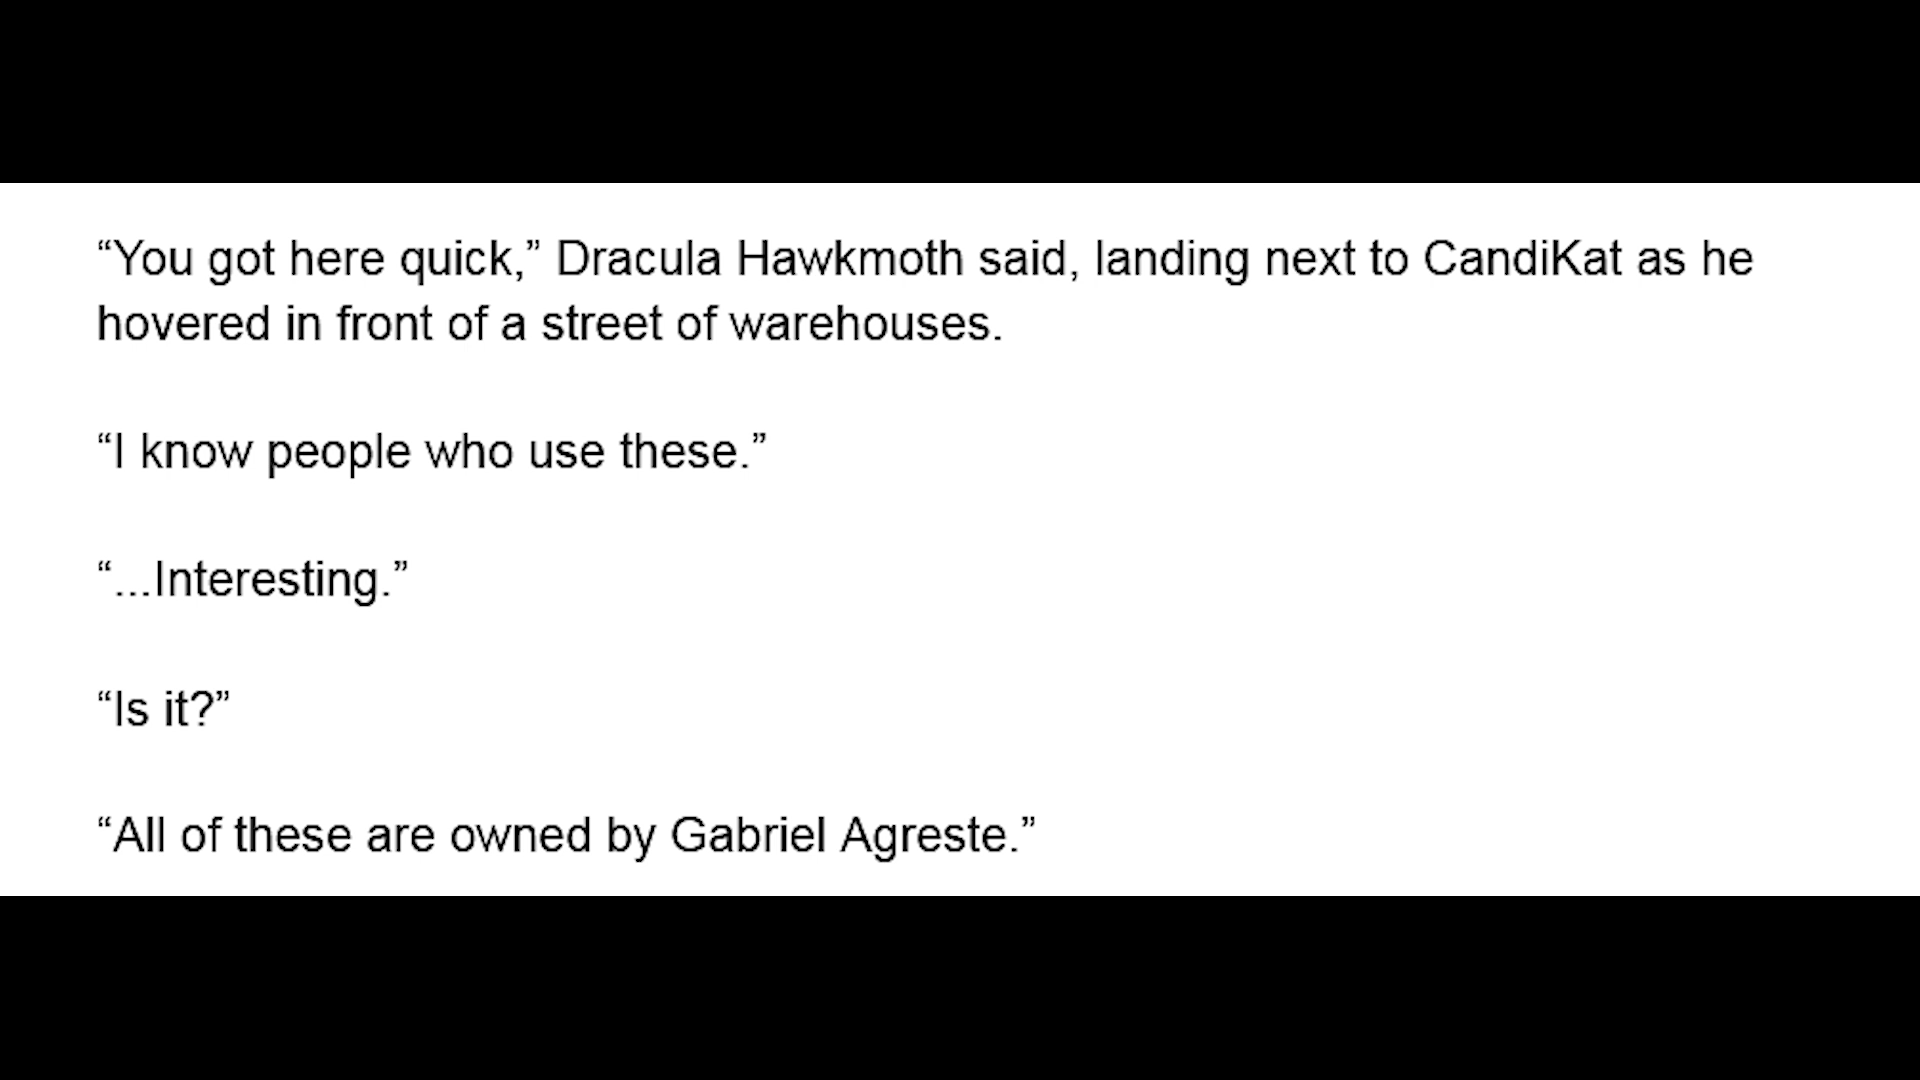 “You got here quick,” Dracula Hawkmoth said, landing next to CandiKat as he
hovered in front of a street of warehouses.
“I know people who use these.”
“...Interesting.”
“Is it?”
“All of these are owned by Gabriel Agreste.”